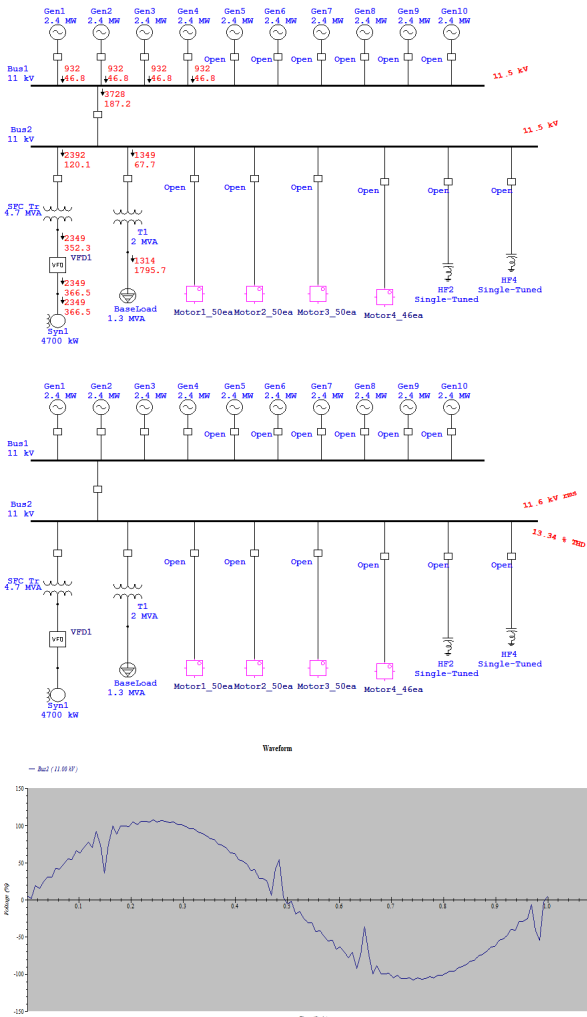 Gen1 Gen2 Gen3 Gen4 Gen5 Gen6 Gen7 Gen8 Gen9 Gen10
2.4 MW 2.4 MW 2.4 MW 2.4 MW 2.4 MW 2.4 MW 2.4 MW 2.4 MW 2.4 MW 2.4 MW
Open Open Open Open Open Open
932 932 932 932
46.8 46.8 46.8 46.8
Bus1
11 kV
11.5 kV
3728
187.2
Bus2
11 kV
11.5 kV
2392 1349
120.1 67.7
Open Open Open Open Open Open
SFC Tr
4.7 MVA
T1
2 MVA
2349
352.3
VFD
VFD1
1314
1795.7
2349
366.5
2349
366.5
BaseLoad
1.3 MVA
Motor1_50ea Motor2_50ea Motor3_50ea Motor4_46ea
HF2
Single-Tuned
HF4
Single-Tuned
Syn1
4700 kW
Gen1 Gen2 Gen3 Gen4 Gen5 Gen6 Gen7 Gen8 Gen9 Gen10
2.4 MW 2.4 MW 2.4 MW 2.4 MW 2.4 MW 2.4 MW 2.4 MW 2.4 MW 2.4 MW 2.4 MW
Open Open Open Open Open Open
Bus1
11 kV
Bus2
11 kV
11.6 kV rms
13.34 % THD
Open Open Open Open Open Open
SFC Tr
4.7 MVA
T1
2 MVA
VFD
VFD1
BaseLoad
1.3 MVA
Motor1_50ea Motor2_50ea Motor3_50ea Motor4_46ea
HF2
Single-Tuned
HF4
Single-Tuned
Syn1
4700 kW
Waveform
150
100
50
0
-50
-100
-150
Voltage (%)
0.1 0.2 0.3 0.4 0.5 0.6 0.7 0.8 0.9 1.0